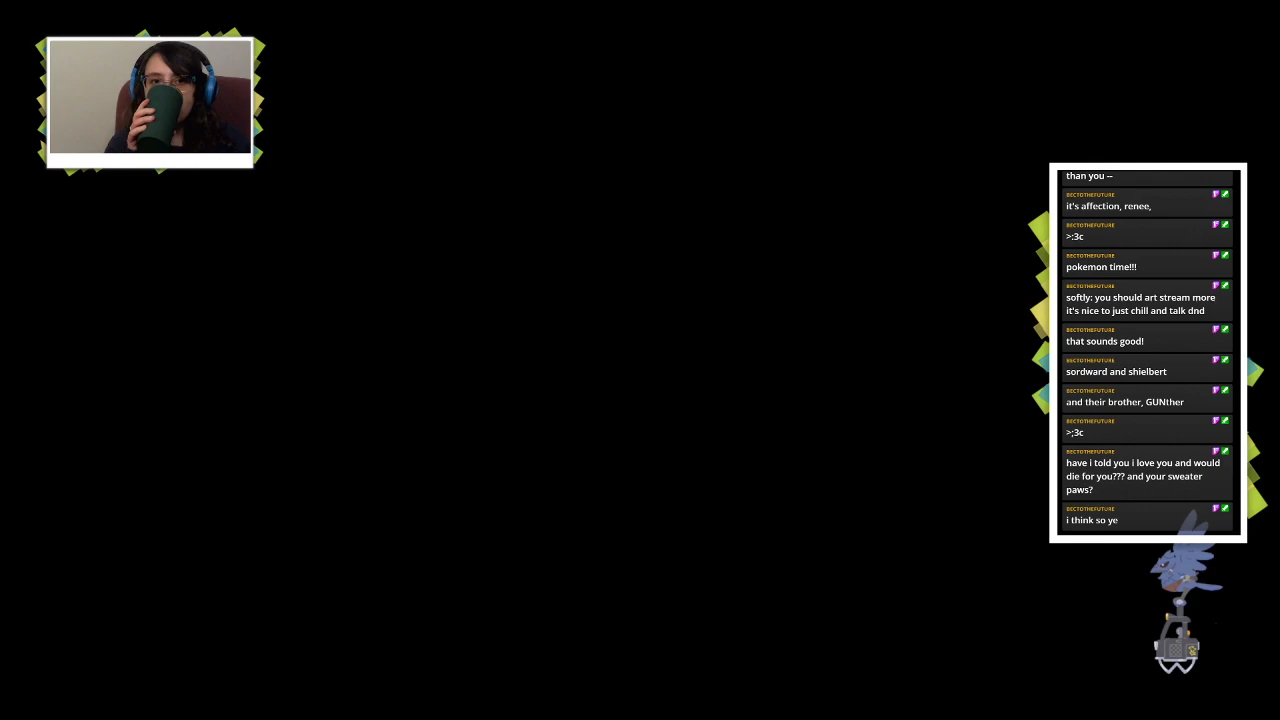 than you --
BECTOTHEFUTURE
it's affection, renee,
BECTOTHEFUTURE
>:3c
BECTOTHEFUTURE
pokemon time!!!
BECTOTHEFUTURE
softly: you should art stream more
it's nice to just chill and talk dnd
BECTOTHEFUTURE
that sounds good!
BECTOTHEFUTURE
sordward and shielbert
BECTOTHEFUTURE
and their brother, GUNther
BECTOTHEFUTURE
>;3c
BECTOTHEFUTURE
have i told you i love you and would
die for you??? and your sweater
paws?
BECTOTHEFUTURE
i think so ye